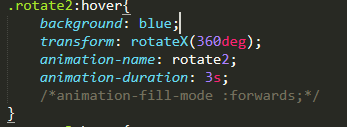 .rotate2:hover{
background: blue;
transform: rotateX(360deg);
animation-name: rotate2;
animation-duration: 3s;
/*animation-fill-mode :forwards;*/
}